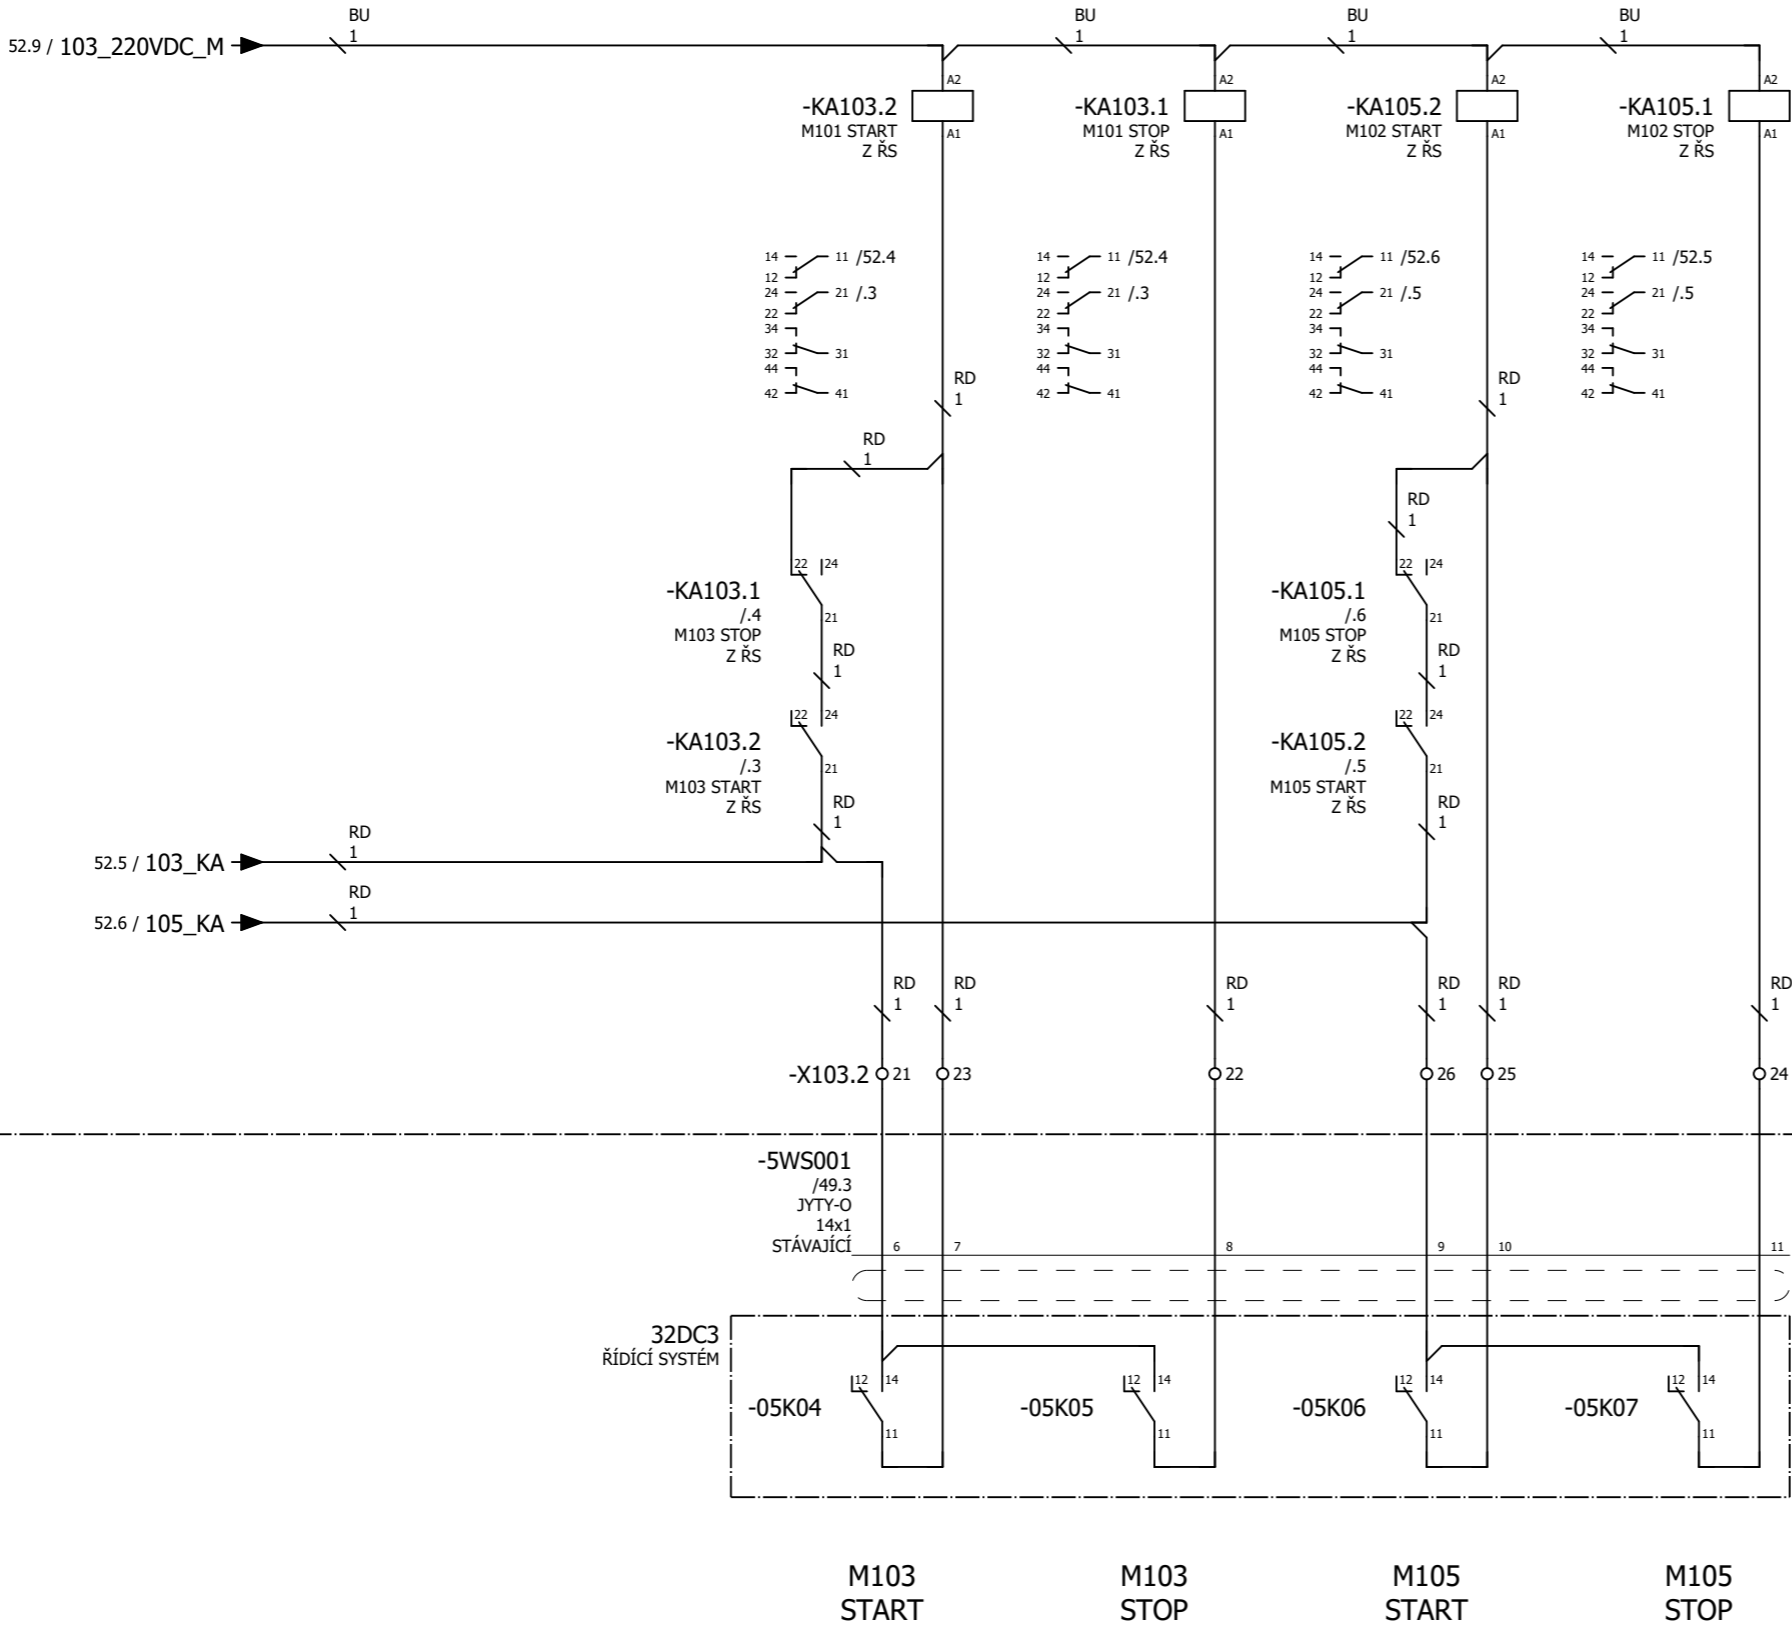 BU
1
BU
1
BU
1
BU
1
52.9 / 103_220VDC_M
-KA103.2
M101 START
Z ŘS
A2
A1
-KA103.1
M101 STOP
Z ŘS
A2
A1
-KA105.2
M102 START
Z ŘS
A2
A1
-KA105.1
M102 STOP
Z ŘS
A2
A1
14 11 /52.4
12
24 21 /.3
22
34
32 31
44
42 41
14 11 /52.4
12
24 21 /.3
22
34
32 31
44
42 41
14 11 /52.6
12
24 21 /.5
22
34
32 31
44
42 41
14 11 /52.5
12
24 21 /.5
22
34
32 31
44
42 41
RD
1
RD
1
RD
1
RD
1
22 24
-KA103.1
/.4
M103 STOP
Z ŘS
21
RD
1
22 24
-KA105.1
/.6
M105 STOP
Z ŘS
21
RD
1
22 24
-KA103.2
/.3
M103 START
Z ŘS
21
RD
1
22 24
-KA105.2
/.5
M105 START
Z ŘS
21
RD
1
RD
1
52.5 / 103_KA
RD
1
52.6 / 105_KA
RD
1
RD
1
RD
1
RD
1
RD
1
RD
1
-X103.2 21 23 22 26 25 24
-5WS001
/49.3
JYTY-O
14x1
STÁVAJÍCÍ
6 7 8 9 10 11
32DC3
ŘÍDÍCÍ SYSTÉM
12 14
-05K04
11
12 14
-05K05
11
12 14
-05K06
11
12 14
-05K07
11
M103
START
M103
STOP
M105
START
M105
STOP